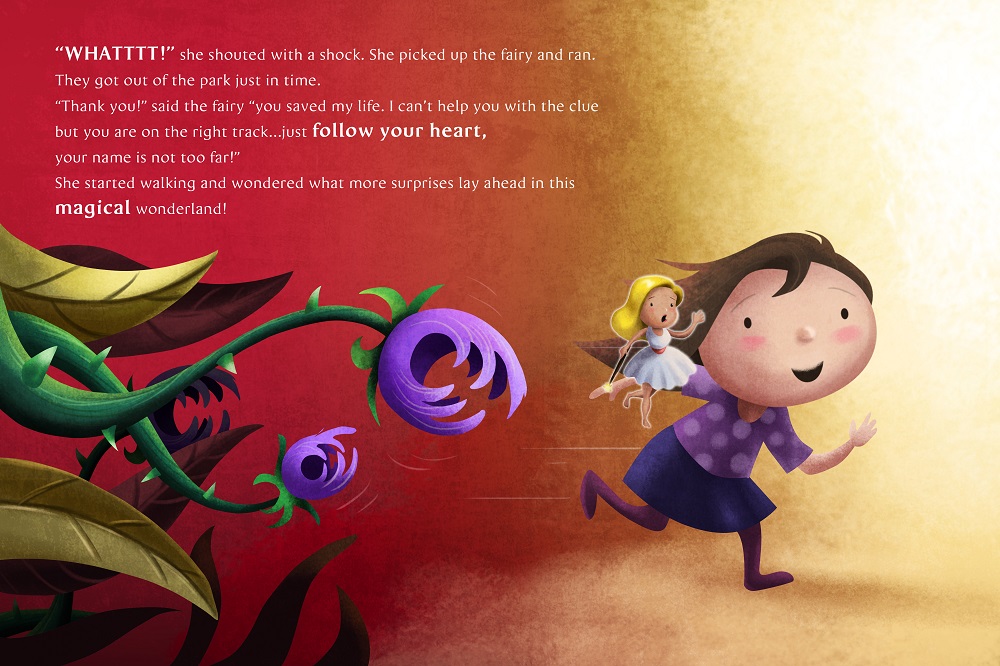 “WHATTTT!” she shouted with a shock. She picked up the fairy and ran.
They got out of the park just in time.
“Thank you!” said the fairy “you saved my life. I can’t help you with the clue
but you are on the right track...just follow your heart,
your name is not too far!”
She started walking and wondered what more surprises lay ahead in this
magical wonderland!